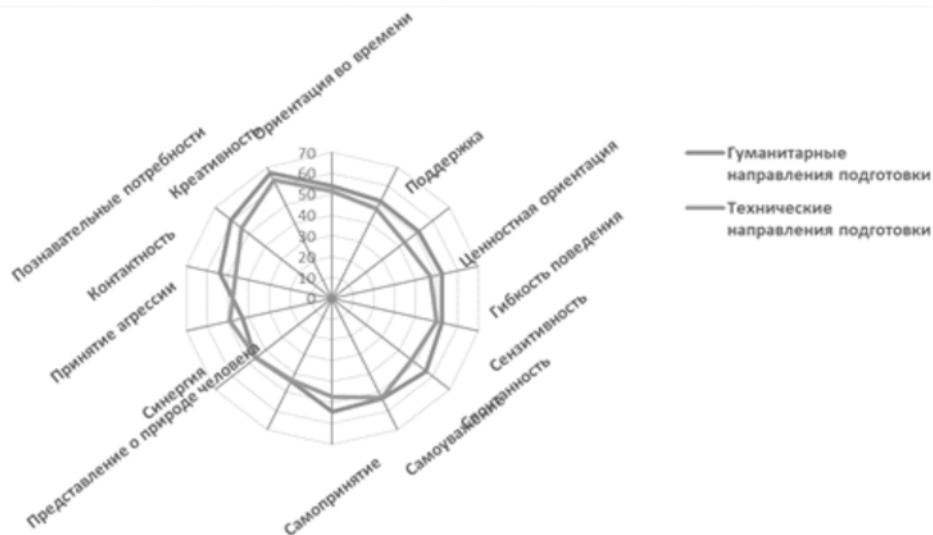 Ориентация во времени
Поддержка
Ценностная ориентация
Гибкость поведения
Сензитивность
Спонтанность
Самоуважение
Самопринятие
Представление о природе человека
Синергия
Принятие агрессии
Контактность
Познавательные потребности
Креативность
70
60
50
40
30
20
10
0
Гуманитарные
направления подготовки
Технические
направления подготовки